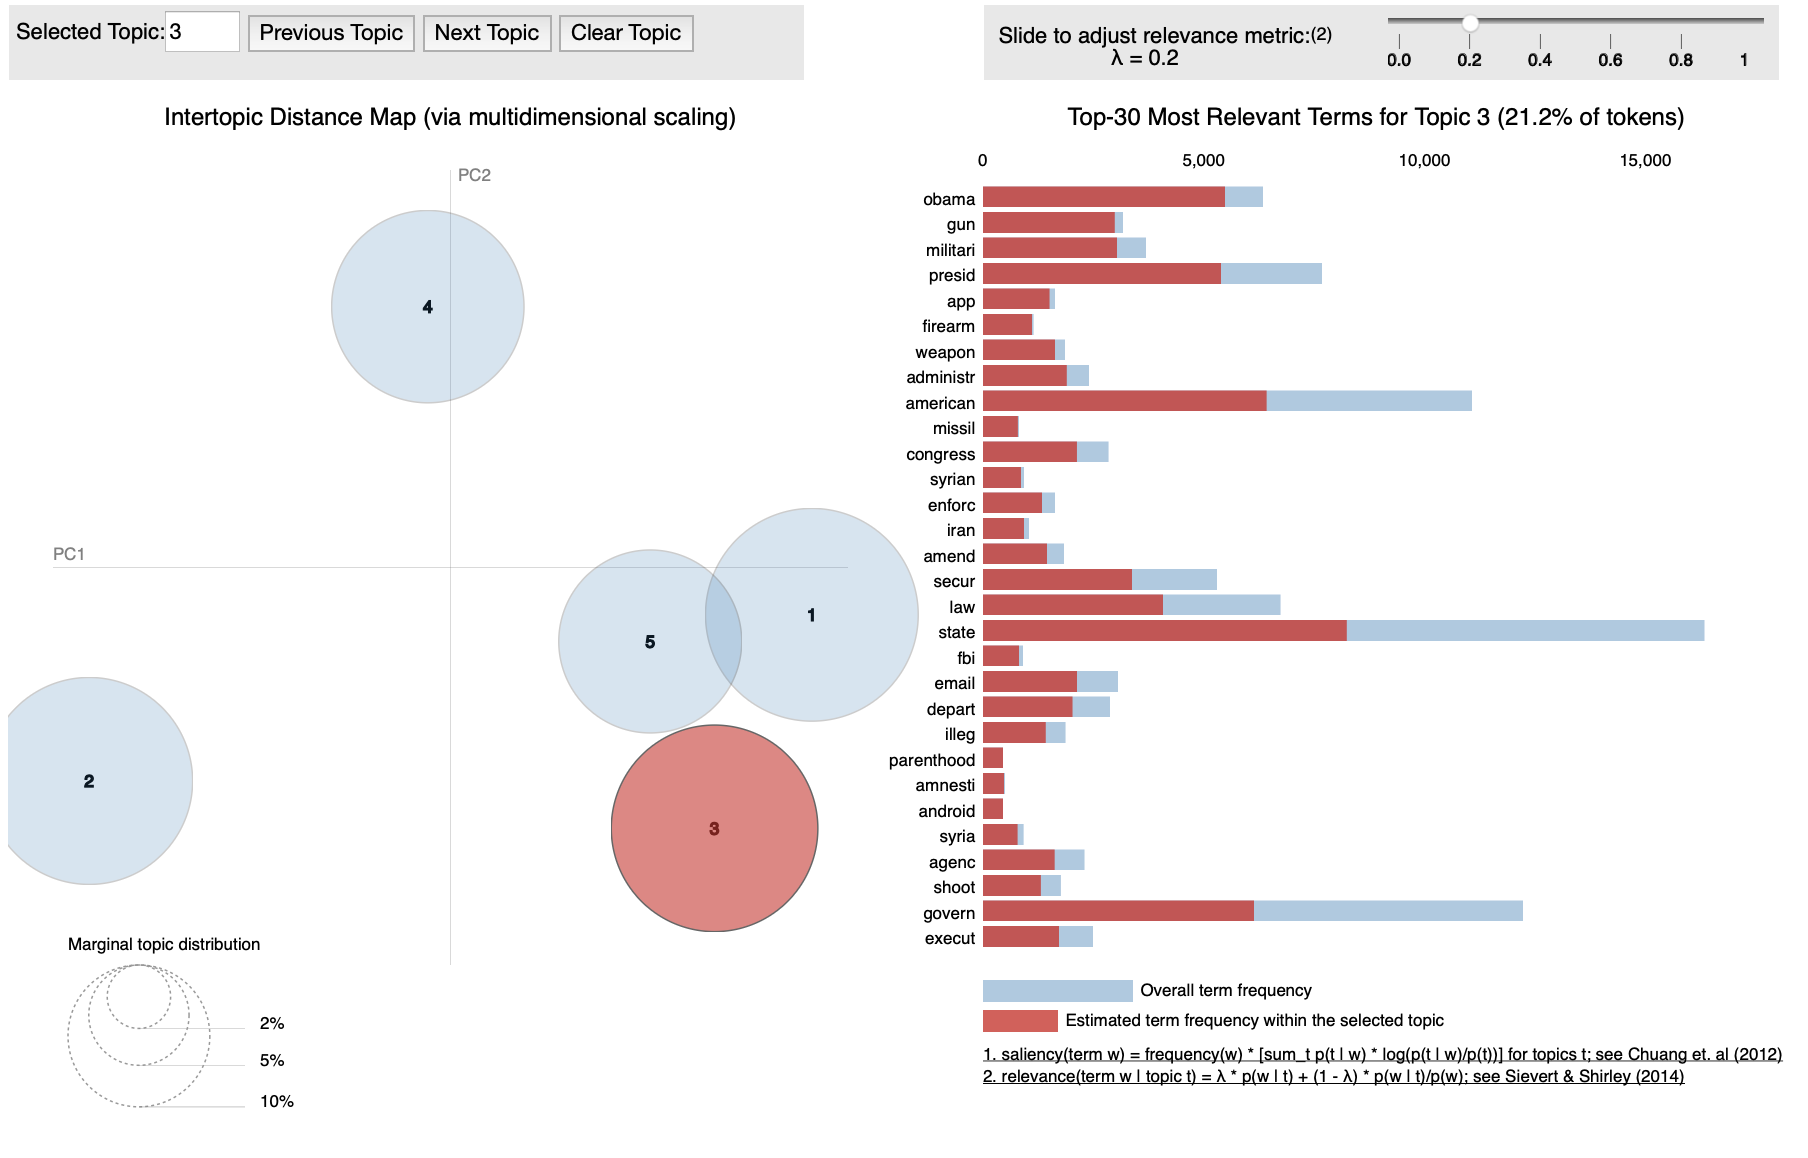 Selected Topic: 3 Previous Topic Next Topic Clear Topic
Slide to adjust relevance metric:(2)
λ = 0.2
0.0 0.2 0.4 0.6 0.8 1
Intertopic Distance Map (via multidimensional scaling)
PC2
PC1
4
5
1
2
3
Marginal topic distribution
2%
5%
10%
Top-30 Most Relevant Terms for Topic 3 (21.2% of tokens)
0 5,000 10,000 15,000
obama
gun
militari
presid
app
firearm
weapon
administr
american
missil
congress
syrian
enforc
iran
amend
secur
law
state
fbi
email
depart
illeg
parenthood
amnesti
android
syria
agenc
shoot
govern
execut
Overall term frequency
Estimated term frequency within the selected topic
1. saliency(term w) = frequency(w) * [sum_t p(t | w) * log(p(t | w)/p(t))] for topics t; see Chuang et. al (2012)
2. relevance(term w | topic t) = λ * p(w | t) + (1 - λ) * p(w | t)/p(w); see Sievert & Shirley (2014)